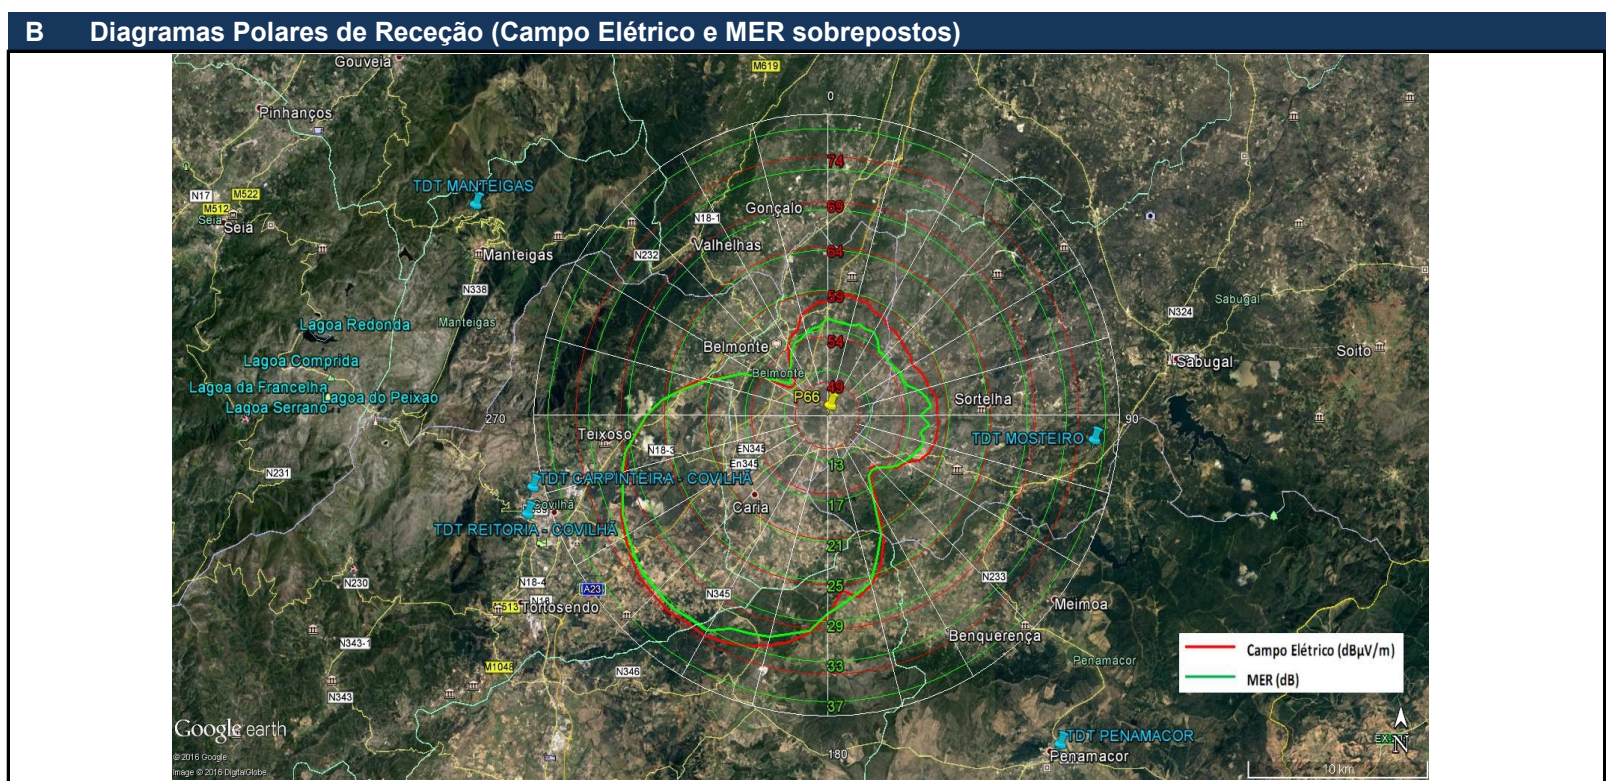 B Diagramas Polares de Receção (Campo Elétrico e MER sobrepostos)
Gouveia
M619
Pinhanços
0
74
TDT MANTEIGAS
N17
M522
M512
Seia
Seia
Gonçalo
69
N18-1
Valhelhas
Manteigas
N232
64
N338
59
Sabugal
N324
Lagoa Redonda
Manteigas
Belmonte
54
Soito
Lagoa Comprida
Sabugal
Belmonte
49
Lagoa da Francelha
Lagoa do Peixao
P66
Sortelha
Lagoa Serrano
270
90
Teixoso
TDT MOSTEIRO
N18-3
EN345
En345
13
N231
TDT CARPINTEIRA - COVILHÃ
Caria
17
Covilhã
TDT REITORIA - COVILHÃ
21
N230
N18-4
A23
25
N233
N345
513
N18
Tortosendo
Meimoa
29
Benquerença
N343-1
Campo Elétrico (dBµV/m)
Penamacor
M1048
N346
33
MER (dB)
N343
37
Google earth
TDT PENAMACOR
N
180
Penamacor
© 2016 Google
Image © 2016 DigitalGlobe
10 km